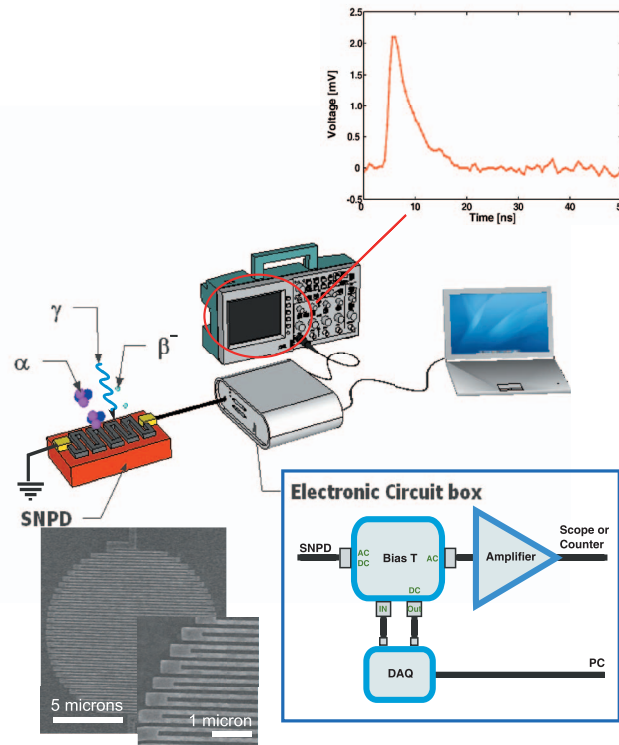 2.5
2.0
1.5
1.0
0.5
0
-0.5
Voltage [mV]
0 10 20 30 40 50
Time [ns]
γ
β-
α
SNPD
Electronic Circuit box
SNPD
AC
DC
Bias T
AC
DC
IN
Out
Amplifier
Scope or
Counter
DAQ
PC
5 microns
1 micron